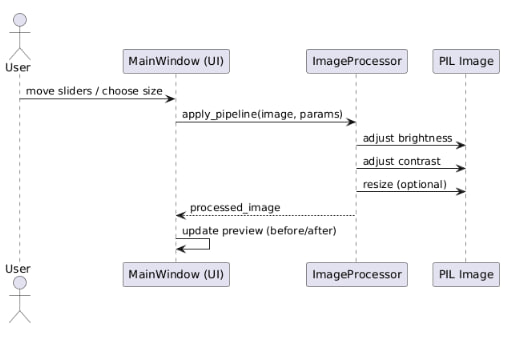 User
MainWindow (UI)
ImageProcessor
PIL Image
move sliders / choose size
apply_pipeline(image, params)
adjust brightness
adjust contrast
resize (optional)
processed_image
update preview (before/after)
User
MainWindow (UI)
ImageProcessor
PIL Image